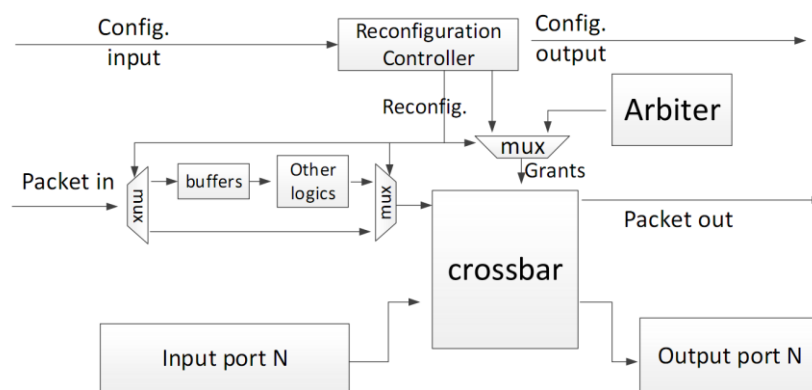 Config.
input
Reconfiguration
Controller
Config.
output
Reconfig.
Arbiter
mux
Grants
Packet in
mux
buffers
Other
logics
mux
Packet out
crossbar
Input port N
Output port N